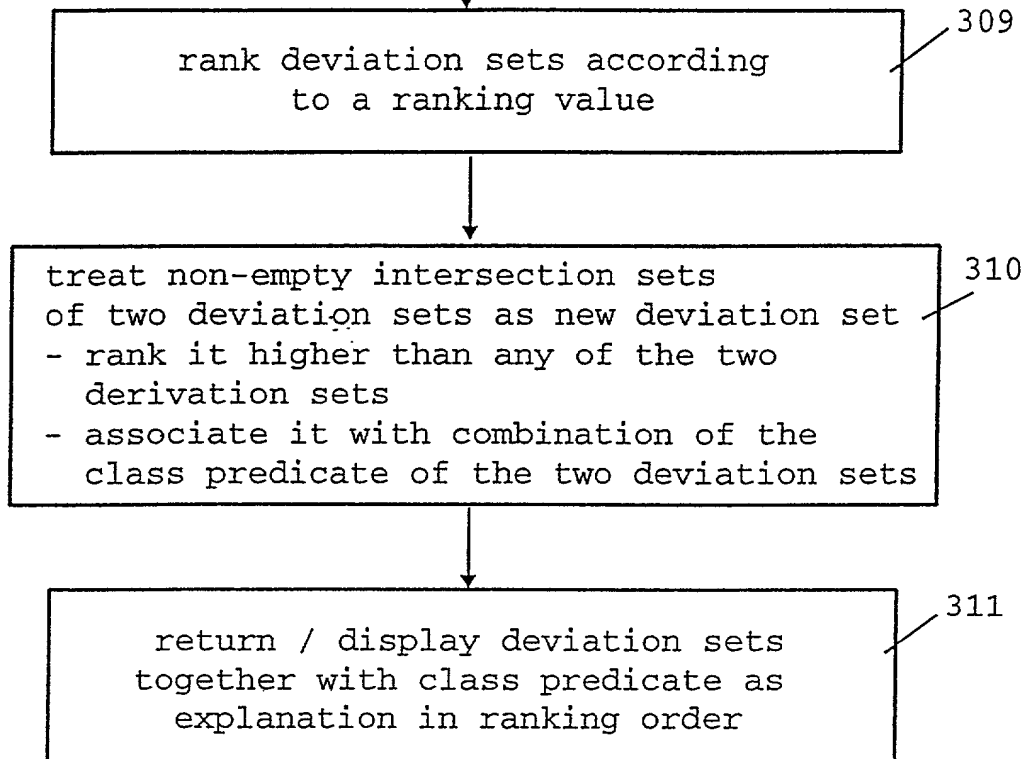 309
rank deviation sets according
to a ranking value
310
treat non-empty intersection sets
of two deviation sets as new deviation set
- rank it higher than any of the two
derivation sets
- associate it with combination of the
class predicate of the two deviation sets
311
return / display deviation sets
together with class predicate as
explanation in ranking order